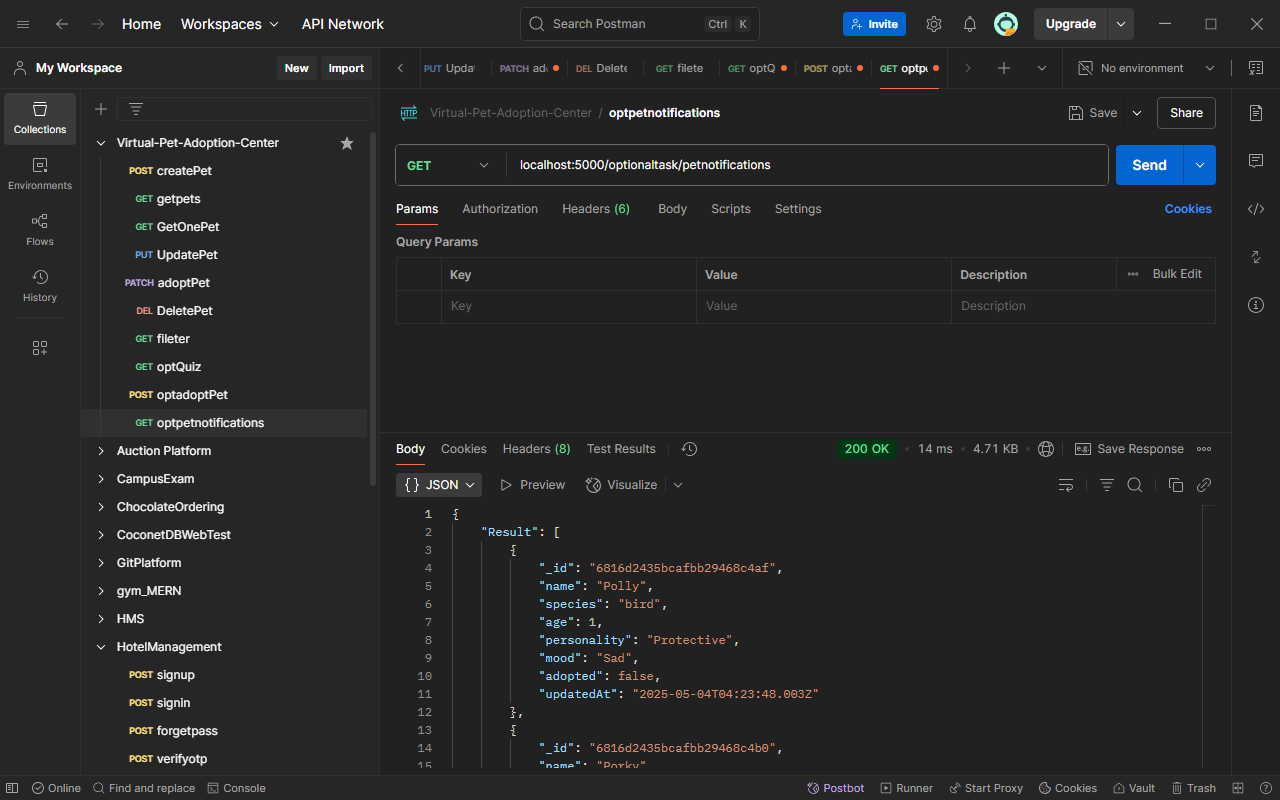 Home Workspaces API Network Search Postman Ctrl K Invite Upgrade
My Workspace New Import PUT Updat PATCH ado DEL Delete GET filete GET optQ POST opta GET optpe No environment
Collections
Environments
Flows
History
Virtual-Pet-Adoption-Center
POST createPet
GET getpets
GET GetOnePet
PUT UpdatePet
PATCH adoptPet
DEL DeletePet
GET fileter
GET optQuiz
POST optadoptPet
GET optpetnotifications
Auction Platform
CampusExam
ChocolateOrdering
CoconetDBWebTest
GitPlatform
gym_MERN
HMS
HotelManagement
POST signup
POST signin
POST forgetpass
POST verifyotp
HTTP Virtual-Pet-Adoption-Center / optpetnotifications Save Share
GET localhost:5000/optionaltask/petnotifications Send
Params Authorization Headers (6) Body Scripts Settings Cookies
Query Params
Key Value Description Bulk Edit
Key Value Description
Body Cookies Headers (8) Test Results 200 OK • 14 ms • 4.71 KB • e.g. Save Response
{} JSON Preview Visualize
1 {
2 "Result": [
3 {
4 "_id": "6816d2435bcafbb29468c4af",
5 "name": "Polly",
6 "species": "bird",
7 "age": 1,
8 "personality": "Protective",
9 "mood": "Sad",
10 "adopted": false,
11 "updatedAt": "2025-05-04T04:23:48.003Z"
12 },
13 {
14 "_id": "6816d2435bcafbb29468c4b0",
15 "name": "Porky"
Online Find and replace Console Postbot Runner Start Proxy Cookies Vault Trash